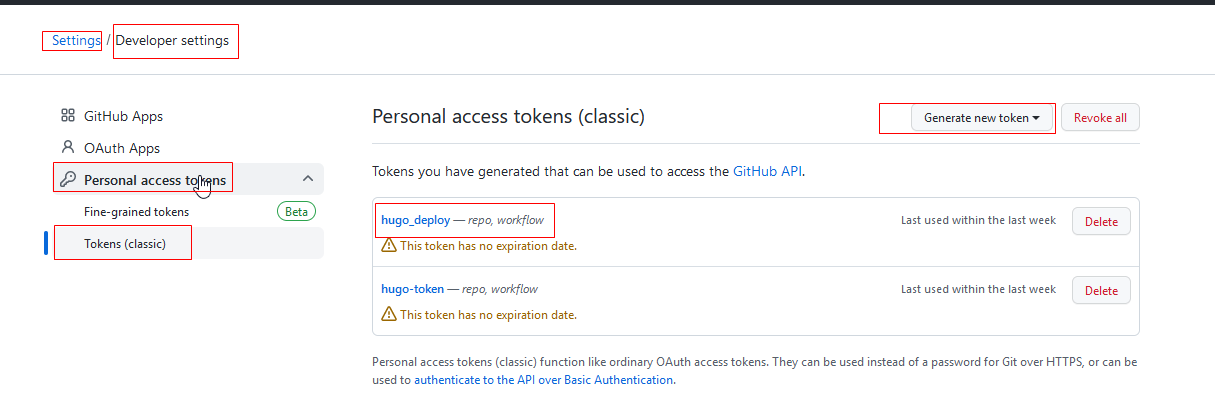 Settings / Developer settings
GitHub Apps
OAuth Apps
Personal access tokens
Fine-grained tokens Beta
Tokens (classic)
Personal access tokens (classic) Generate new token Revoke all
Tokens you have generated that can be used to access the GitHub API.
hugo_deploy — repo, workflow Last used within the last week Delete
This token has no expiration date.
hugo-token — repo, workflow Last used within the last week Delete
This token has no expiration date.
Personal access tokens (classic) function like ordinary OAuth access tokens. They can be used instead of a password for Git over HTTPS, or can be
used to authenticate to the API over Basic Authentication.